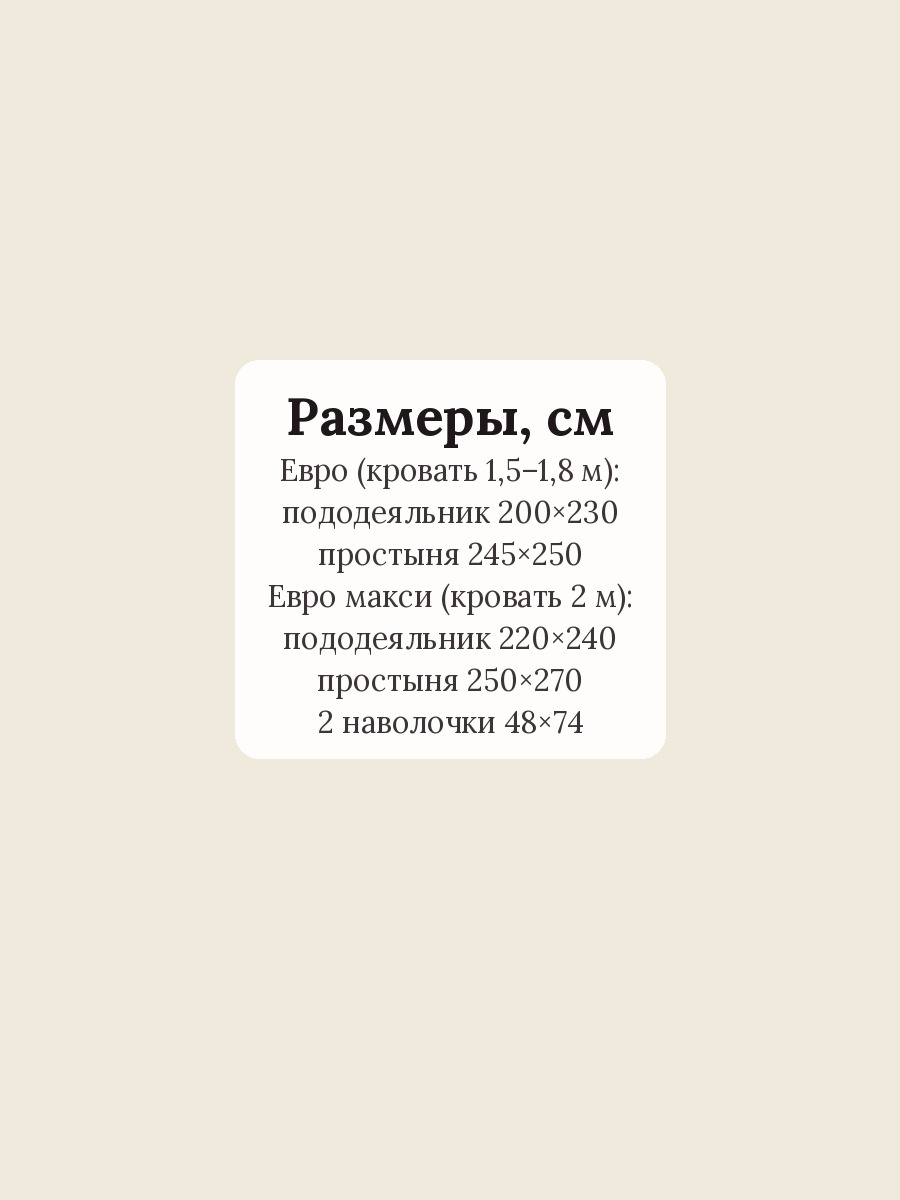 Размеры, см
Евро (кровать 1,5–1,8 м):
пододеяльник 200×230
простыня 245×250
Евро макси (кровать 2 м):
пододеяльник 220×240
простыня 250×270
2 наволочки 48×74